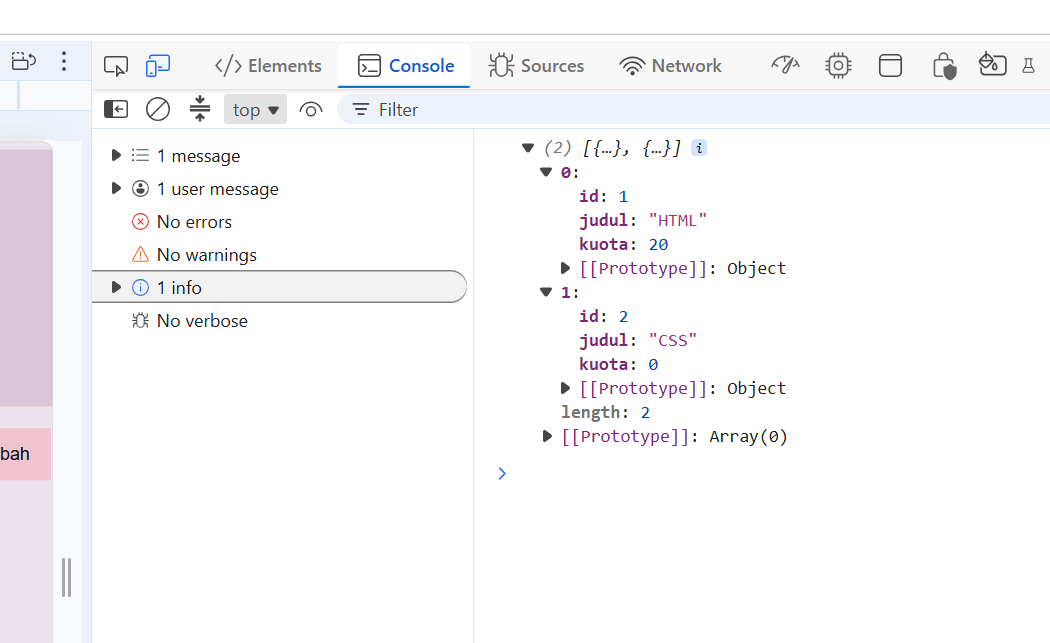 Elements Console Sources Network
top Filter
1 message
1 user message
No errors
No warnings
1 info
No verbose
bah
(2) [{…}, {…}] i
0:
id: 1
judul: "HTML"
kuota: 20
[[Prototype]]: Object
1:
id: 2
judul: "CSS"
kuota: 0
[[Prototype]]: Object
length: 2
[[Prototype]]: Array(0)